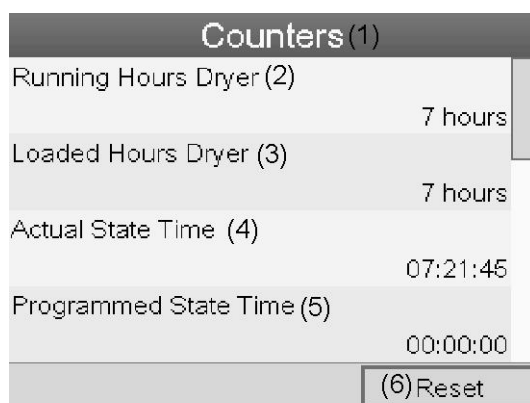 Counters (1)
Running Hours Dryer (2)
7 hours
Loaded Hours Dryer (3)
7 hours
Actual State Time (4)
07:21:45
Programmed State Time (5)
00:00:00
(6) Reset